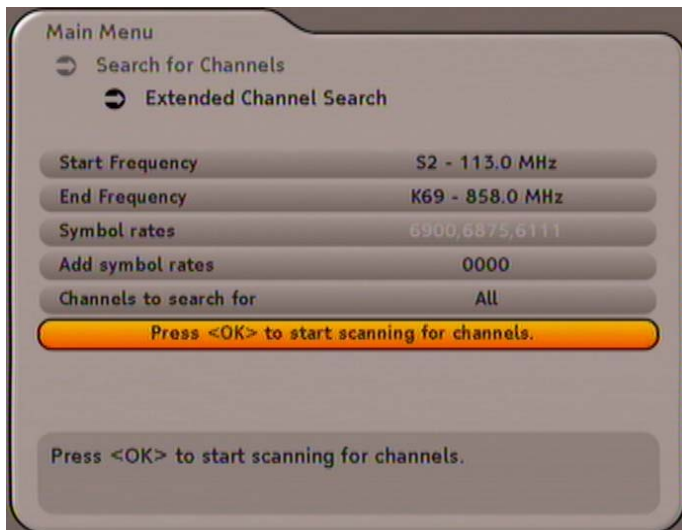 Main Menu
Search for Channels
Extended Channel Search
Start Frequency S2 - 113.0 MHz
End Frequency K69 - 858.0 MHz
Symbol rates 6900,6875,6111
Add symbol rates 0000
Channels to search for All
Press <OK> to start scanning for channels.
Press <OK> to start scanning for channels.